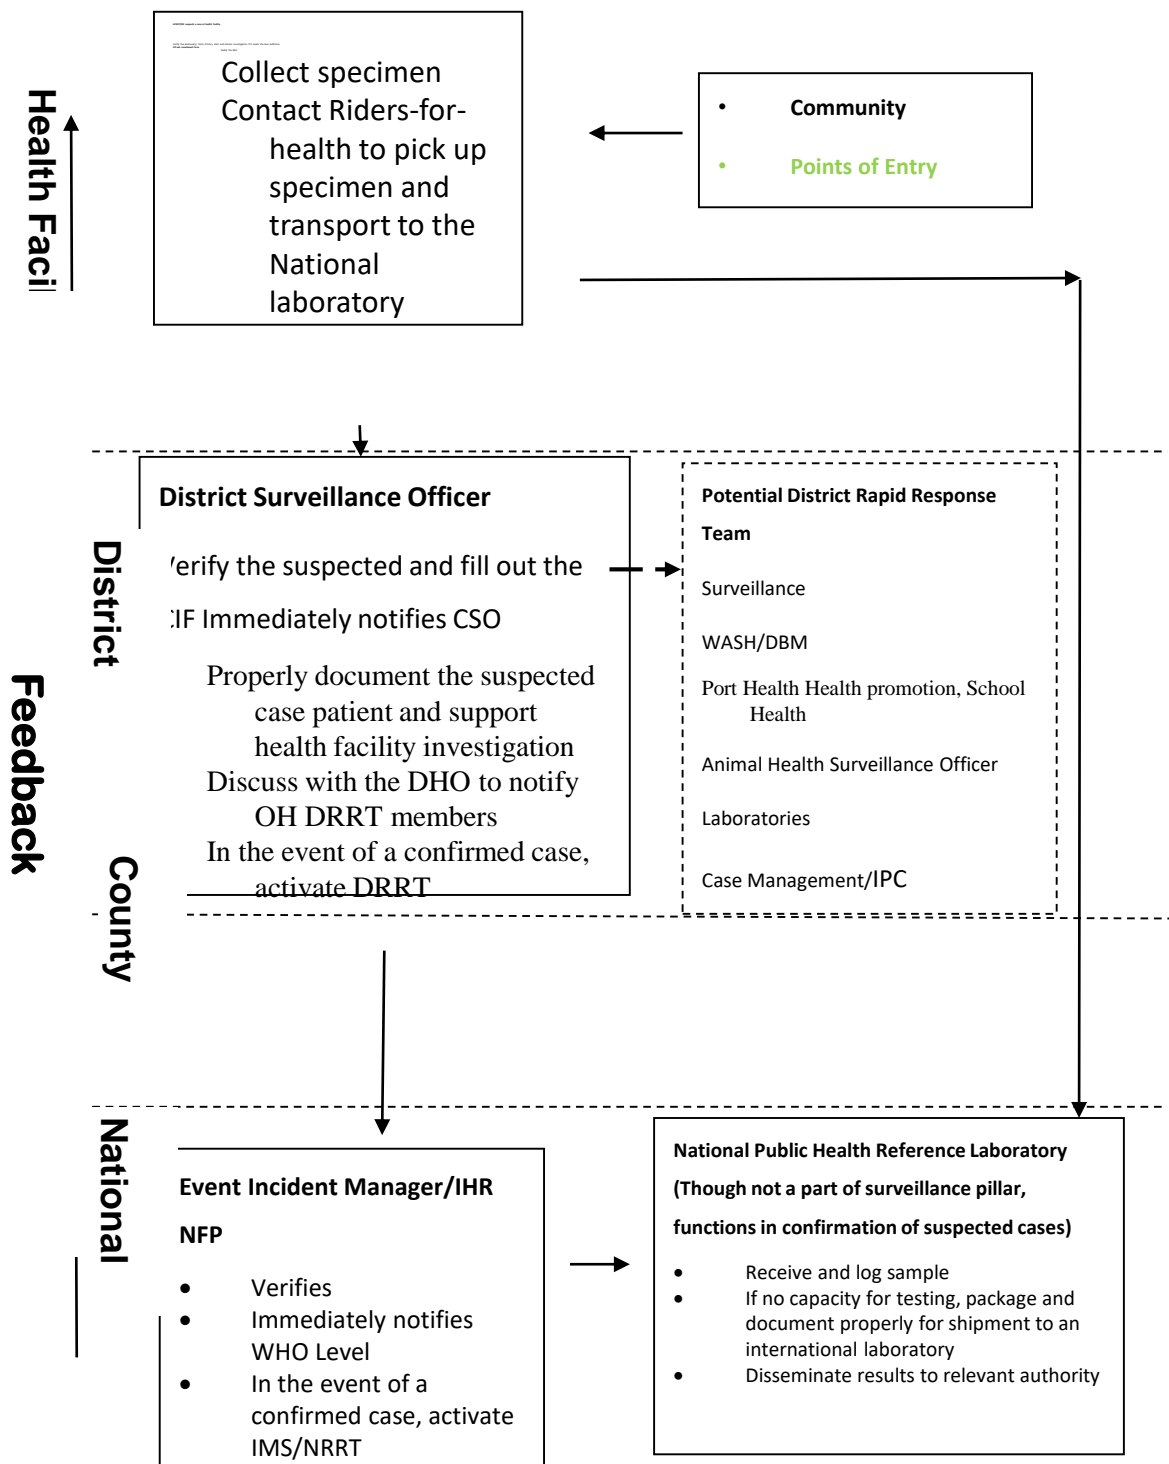 Health Facil
Collect specimen
Contact Riders-for-
health to pick up
specimen and
transport to the
National
laboratory
• Community
• Points of Entry
District
County
Feedback
District Surveillance Officer
Verify the suspected and fill out the
CIF Immediately notifies CSO
Properly document the suspected
case patient and support
health facility investigation
Discuss with the DHO to notify
OH DRRT members
In the event of a confirmed case,
activate DRRT
Potential District Rapid Response
Team
Surveillance
WASH/DBM
Port Health Health promotion, School
Health
Animal Health Surveillance Officer
Laboratories
Case Management/IPC
National
Event Incident Manager/IHR
NFP
• Verifies
• Immediately notifies
WHO Level
• In the event of a
confirmed case, activate
IMS/NRRT
National Public Health Reference Laboratory
(Though not a part of surveillance pillar,
functions in confirmation of suspected cases)
• Receive and log sample
• If no capacity for testing, package and
document properly for shipment to an
international laboratory
• Disseminate results to relevant authority